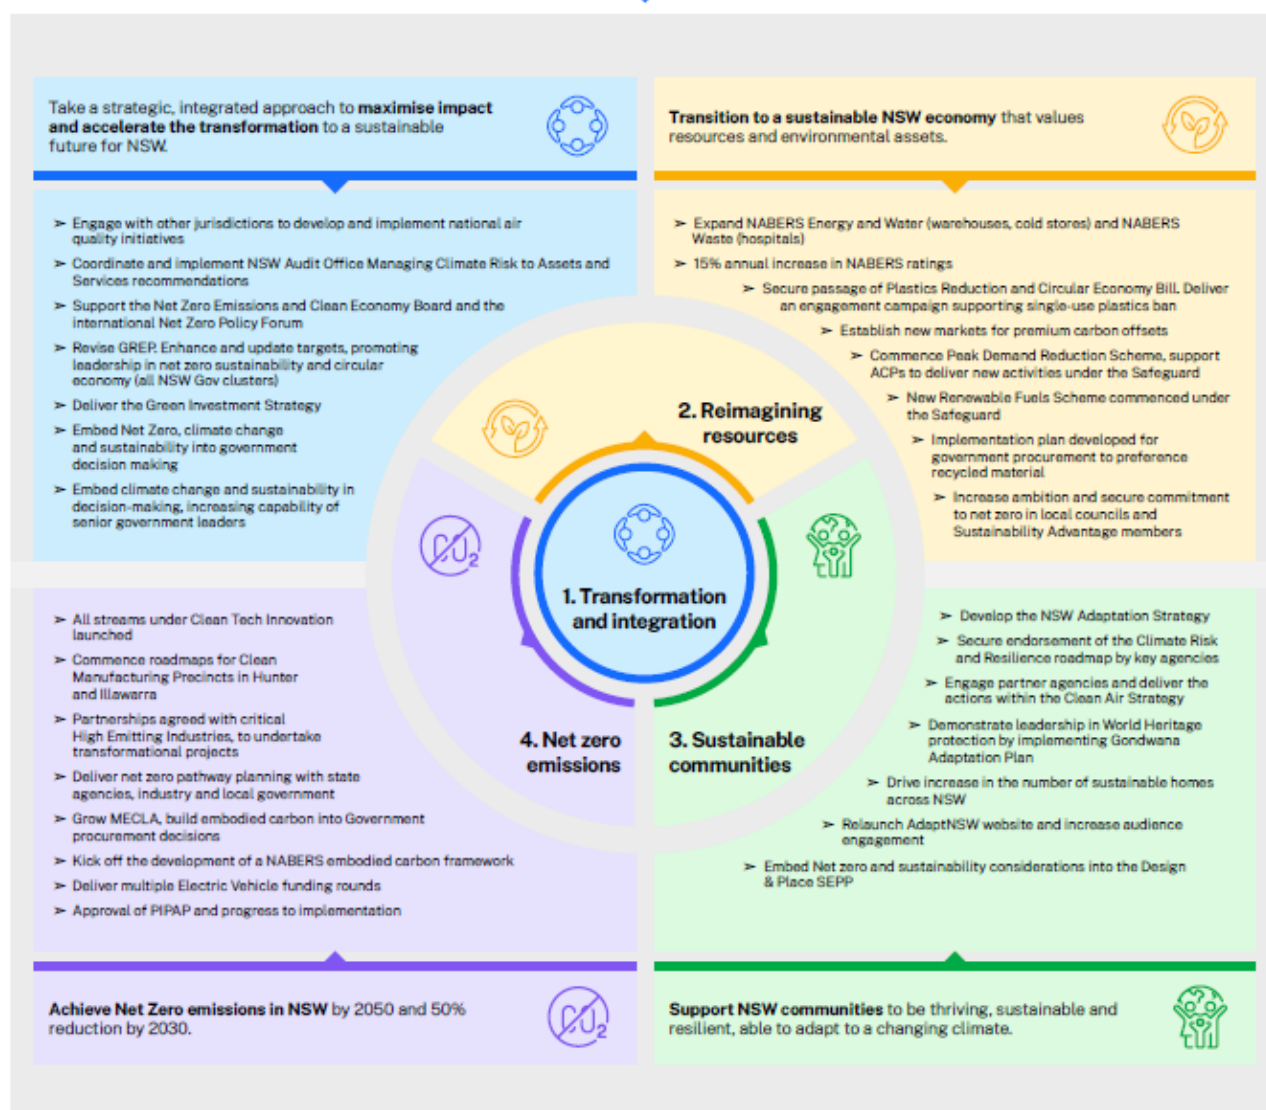 Take a strategic, integrated approach to maximise impact
and accelerate the transformation to a sustainable
future for NSW.
➢ Engage with other jurisdictions to develop and implement national air
quality initiatives
➢ Coordinate and implement NSW Audit Office Managing Climate Risk to Assets and
Services recommendations
➢ Support the Net Zero Emissions and Clean Economy Board and the
international Net Zero Policy Forum
➢ Revise GREP. Enhance and update targets, promoting
leadership in net zero sustainability and circular
economy (all NSW Gov clusters)
➢ Deliver the Green Investment Strategy
➢ Embed Net Zero, climate change
and sustainability into government
decision making
➢ Embed climate change and sustainability in
decision-making, increasing capability of
senior government leaders
Transition to a sustainable NSW economy that values
resources and environmental assets.
➢ Expand NABERS Energy and Water (warehouses, cold stores) and NABERS
Waste (hospitals)
➢ 15% annual increase in NABERS ratings
➢ Secure passage of Plastics Reduction and Circular Economy Bill. Deliver
an engagement campaign supporting single-use plastics ban
➢ Establish new markets for premium carbon offsets
➢ Commence Peak Demand Reduction Scheme, support
ACPs to deliver new activities under the Safeguard
➢ New Renewable Fuels Scheme commenced under
the Safeguard
➢ Implementation plan developed for
government procurement to preference
recycled material
➢ Increase ambition and secure commitment
to net zero in local councils and
Sustainability Advantage members
2. Reimagining
resources
CO2
1. Transformation
and integration
4. Net zero
emissions
3. Sustainable
communities
➢ All streams under Clean Tech Innovation
launched
➢ Commence roadmaps for Clean
Manufacturing Precincts in Hunter
and Illawarra
➢ Partnerships agreed with critical
High Emitting Industries, to undertake
transformational projects
➢ Deliver net zero pathway planning with state
agencies, industry and local government
➢ Grow MECLA, build embodied carbon into Government
procurement decisions
➢ Kick off the development of a NABERS embodied carbon framework
➢ Deliver multiple Electric Vehicle funding rounds
➢ Approval of PIPAP and progress to implementation
Achieve Net Zero emissions in NSW by 2050 and 50%
reduction by 2030.
CO2
➢ Develop the NSW Adaptation Strategy
➢ Secure endorsement of the Climate Risk
and Resilience roadmap by key agencies
➢ Engage partner agencies and deliver the
actions within the Clean Air Strategy
➢ Demonstrate leadership in World Heritage
protection by implementing Gondwana
Adaptation Plan
➢ Drive increase in the number of sustainable homes
across NSW
➢ Relaunch AdaptNSW website and increase audience
engagement
➢ Embed Net zero and sustainability considerations into the Design
& Place SEPP
Support NSW communities to be thriving, sustainable and
resilient, able to adapt to a changing climate.